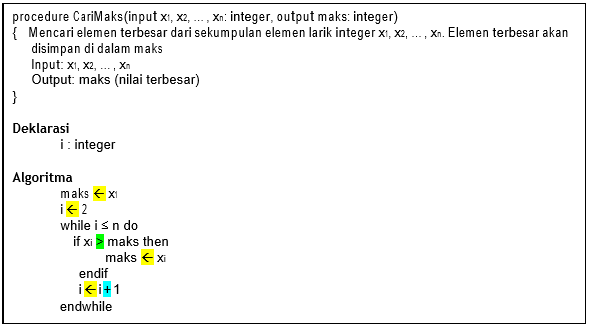 procedure CariMaks(input x1, x2, ... , xn: integer, output maks: integer)
{ Mencari elemen terbesar dari sekumpulan elemen larik integer x1, x2, ... , xn. Elemen terbesar akan
disimpan di dalam maks
Input: x1, x2, ... , xn
Output: maks (nilai terbesar)
}
Deklarasi
i : integer
Algoritma
maks ← x1
i ← 2
while i ≤ n do
if xi > maks then
maks ← xi
endif
i ← i + 1
endwhile